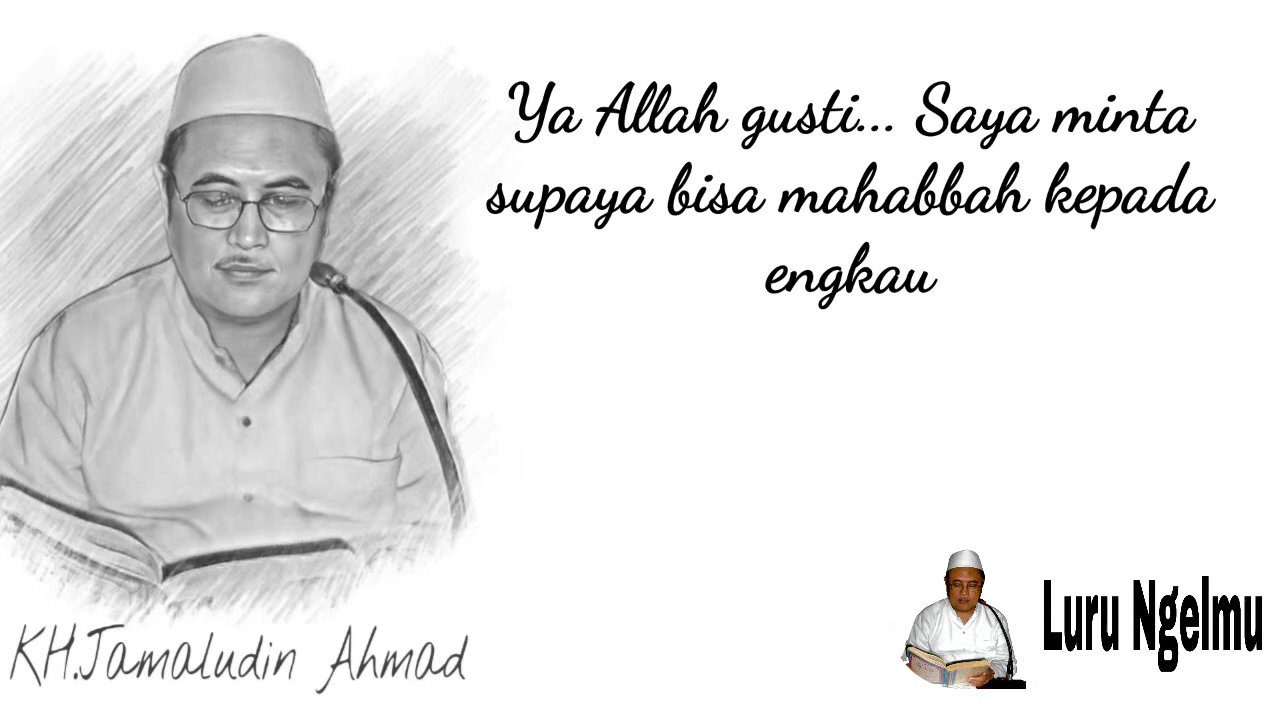 Ya Allah gusti... Saya minta
supaya bisa mahabbah kepada
engkau
KH.Jamaludin Ahmad
Luru Ngelmu